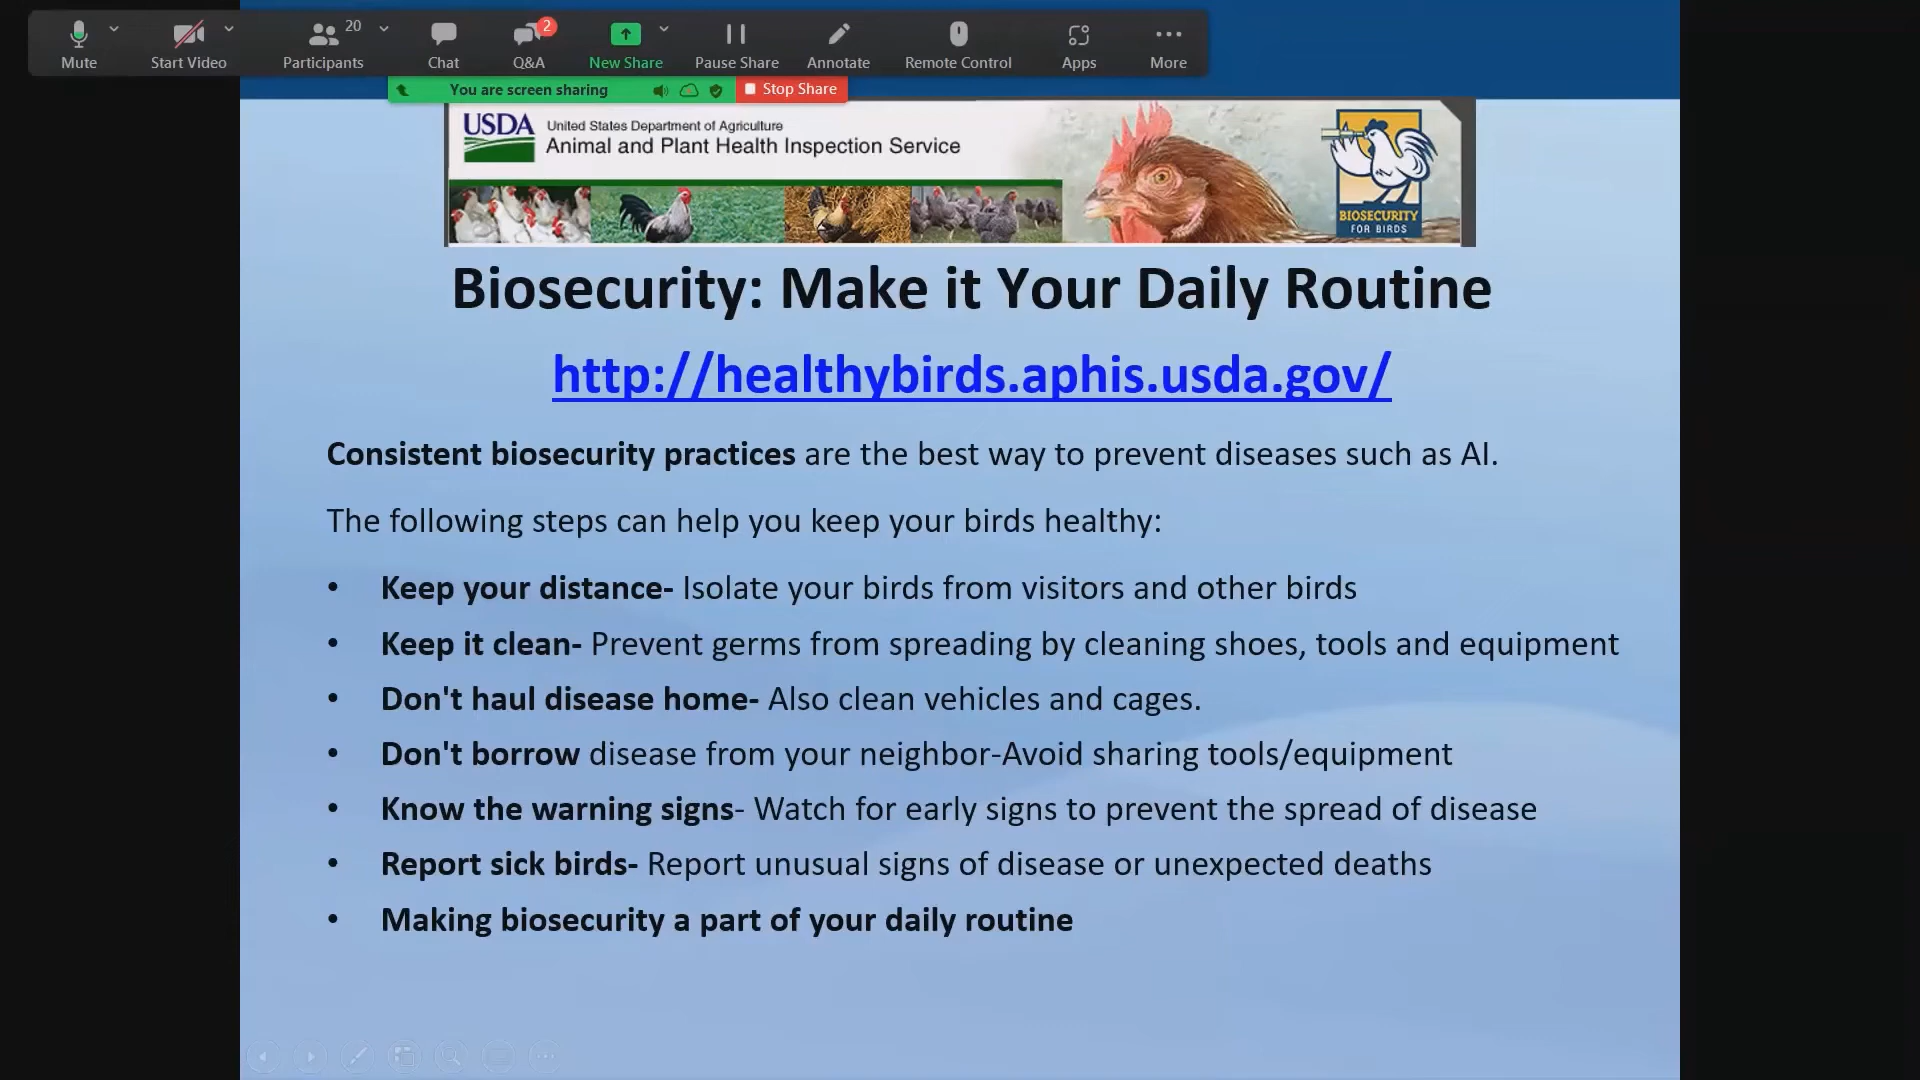 20
2
Mute
Start Video
Participants
Chat
Q&A
New Share
Pause Share
Annotate
Remote Control
Apps
More
You are screen sharing
Stop Share
USDA
United States Department of Agriculture
Animal and Plant Health Inspection Service
BIOSECURITY
FOR BIRDS
Biosecurity: Make it Your Daily Routine
http://healthybirds.aphis.usda.gov/
Consistent biosecurity practices are the best way to prevent diseases such as AI.
The following steps can help you keep your birds healthy:
• Keep your distance- Isolate your birds from visitors and other birds
• Keep it clean- Prevent germs from spreading by cleaning shoes, tools and equipment
• Don't haul disease home- Also clean vehicles and cages.
• Don't borrow disease from your neighbor-Avoid sharing tools/equipment
• Know the warning signs- Watch for early signs to prevent the spread of disease
• Report sick birds- Report unusual signs of disease or unexpected deaths
• Making biosecurity a part of your daily routine